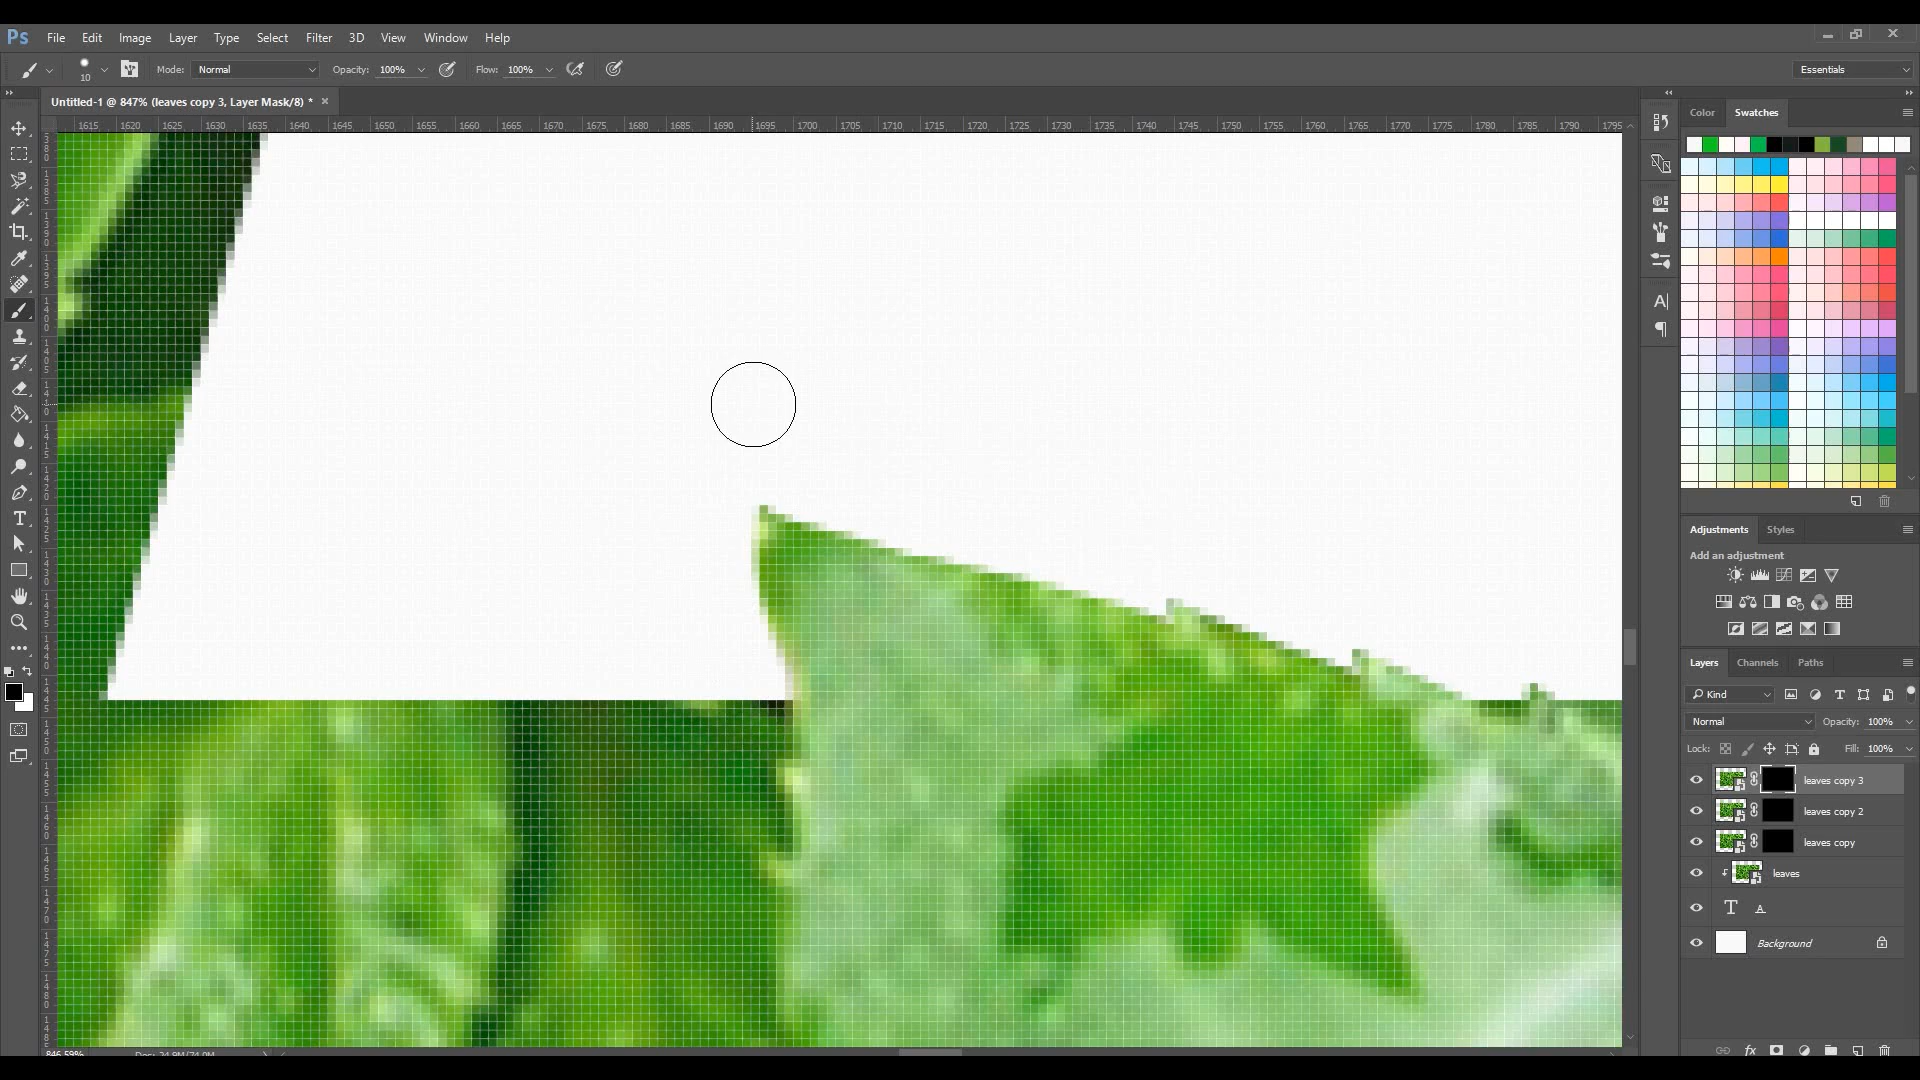 Ps File Edit Image Layer Type Select Filter 3D View Window Help
10 Mode: Normal Opacity: 100% Flow: 100% Essentials
Untitled-1 @ 847% (leaves copy 3, Layer Mask/8) * ×
1615 1620 1625 1630 1635 1640 1645 1650 1655 1660 1665 1670 1675 1680 1685 1690 1695 1700 1705 1710 1715 1720 1725 1730 1735 1740 1745 1750 1755 1760 1765 1770 1775 1780 1785 1790 1795
Color Swatches
Adjustments Styles
Add an adjustment
Layers Channels Paths
Kind
Normal Opacity: 100%
Lock: Fill: 100%
leaves copy 3
leaves copy 2
leaves copy
leaves
T A
Background
fx